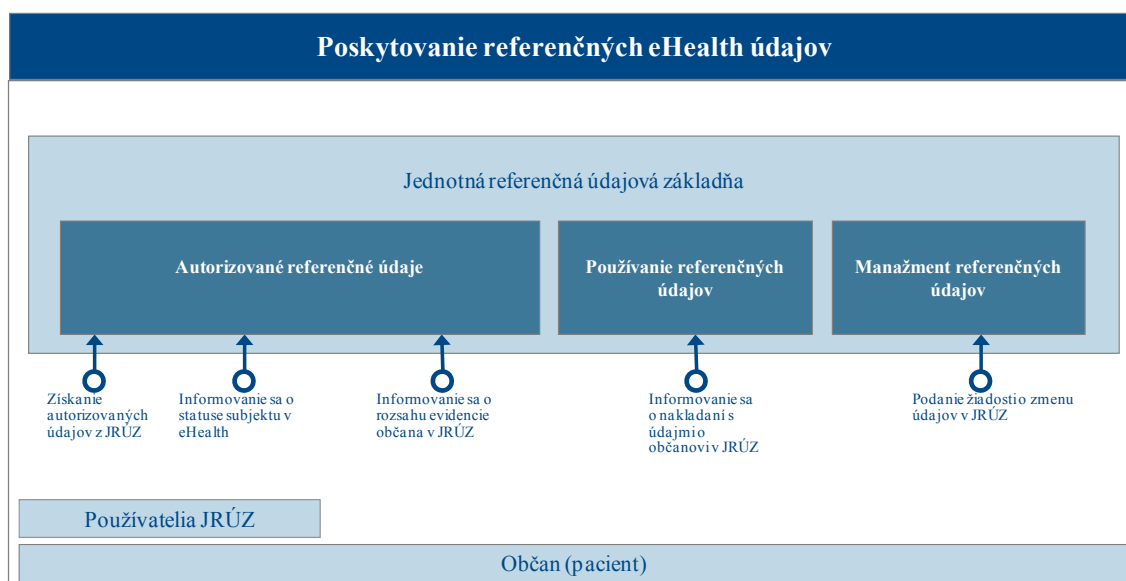 Poskytovanie referenčných eHealth údajov
Jednotná referenčná údajová základňa
Autorizované referenčné údaje
Používanie referenčných
údajov
Manažment referenčných
údajov
Získanie
autorizovaných
údajov z JRÚZ
Informovanie sa o
statuse subjektu v
eHealth
Informovanie sa o
rozsahu evidencie
občana v JRÚZ
Informovanie sa
o nakladaní s
údajmi o
občanovi v JRÚZ
Podanie žiadosti o zmenu
údajov v JRÚZ
Používatelia JRÚZ
Občan (pacient)